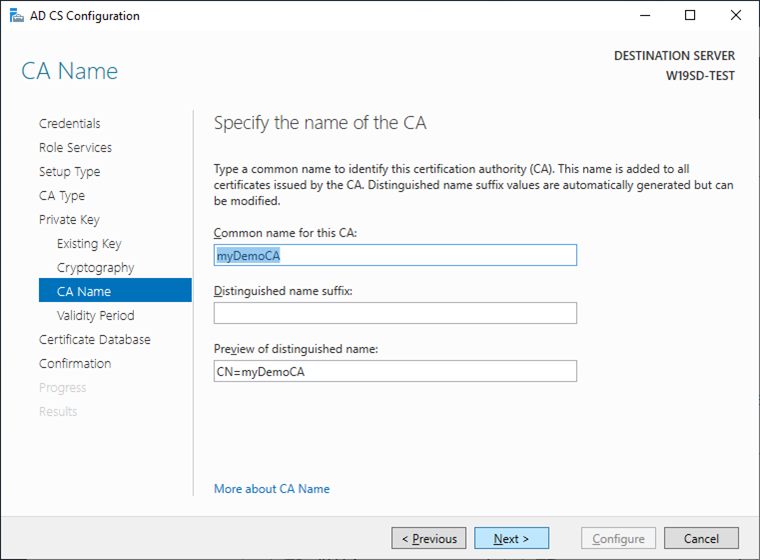 AD CS Configuration
CA Name
DESTINATION SERVER
W19SD-TEST
Credentials
Role Services
Setup Type
CA Type
Private Key
Existing Key
Cryptography
CA Name
Validity Period
Certificate Database
Confirmation
Progress
Results
Specify the name of the CA
Type a common name to identify this certification authority (CA). This name is added to all
certificates issued by the CA. Distinguished name suffix values are automatically generated but can
be modified.
Common name for this CA:
myDemoCA
Distinguished name suffix:
Preview of distinguished name:
CN=myDemoCA
More about CA Name
< Previous
Next >
Configure
Cancel